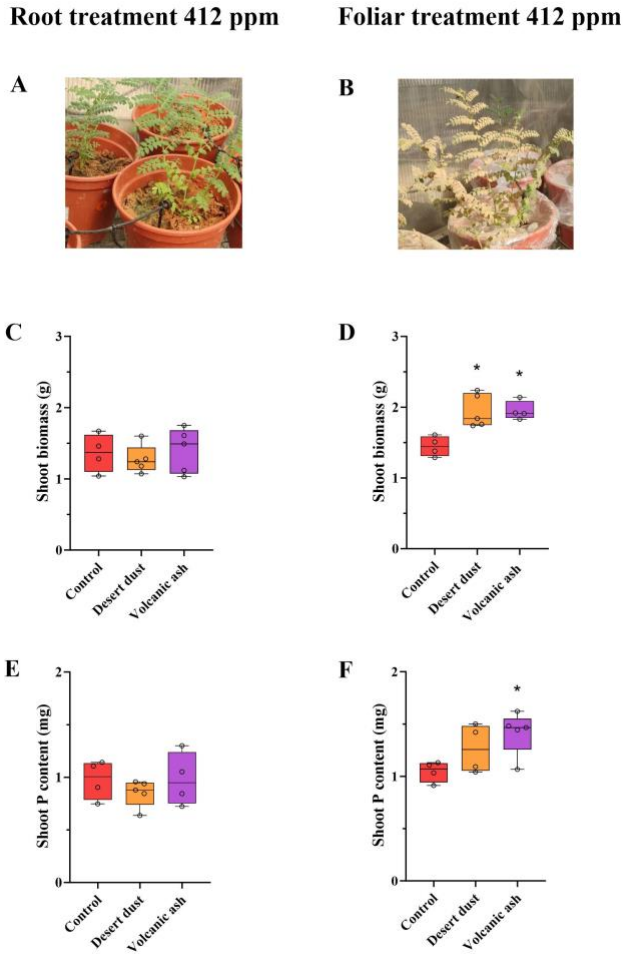 Root treatment 412 ppm
Foliar treatment 412 ppm
A
B
C
D
Shoot biomass (g)
3
2
1
0
Control
Desert dust
Volcanic ash
Shoot biomass (g)
3
2
1
0
*
*
Control
Desert dust
Volcanic ash
E
F
Shoot P content (mg)
2
1
0
Control
Desert dust
Volcanic ash
Shoot P content (mg)
2
1
0
*
Control
Desert dust
Volcanic ash